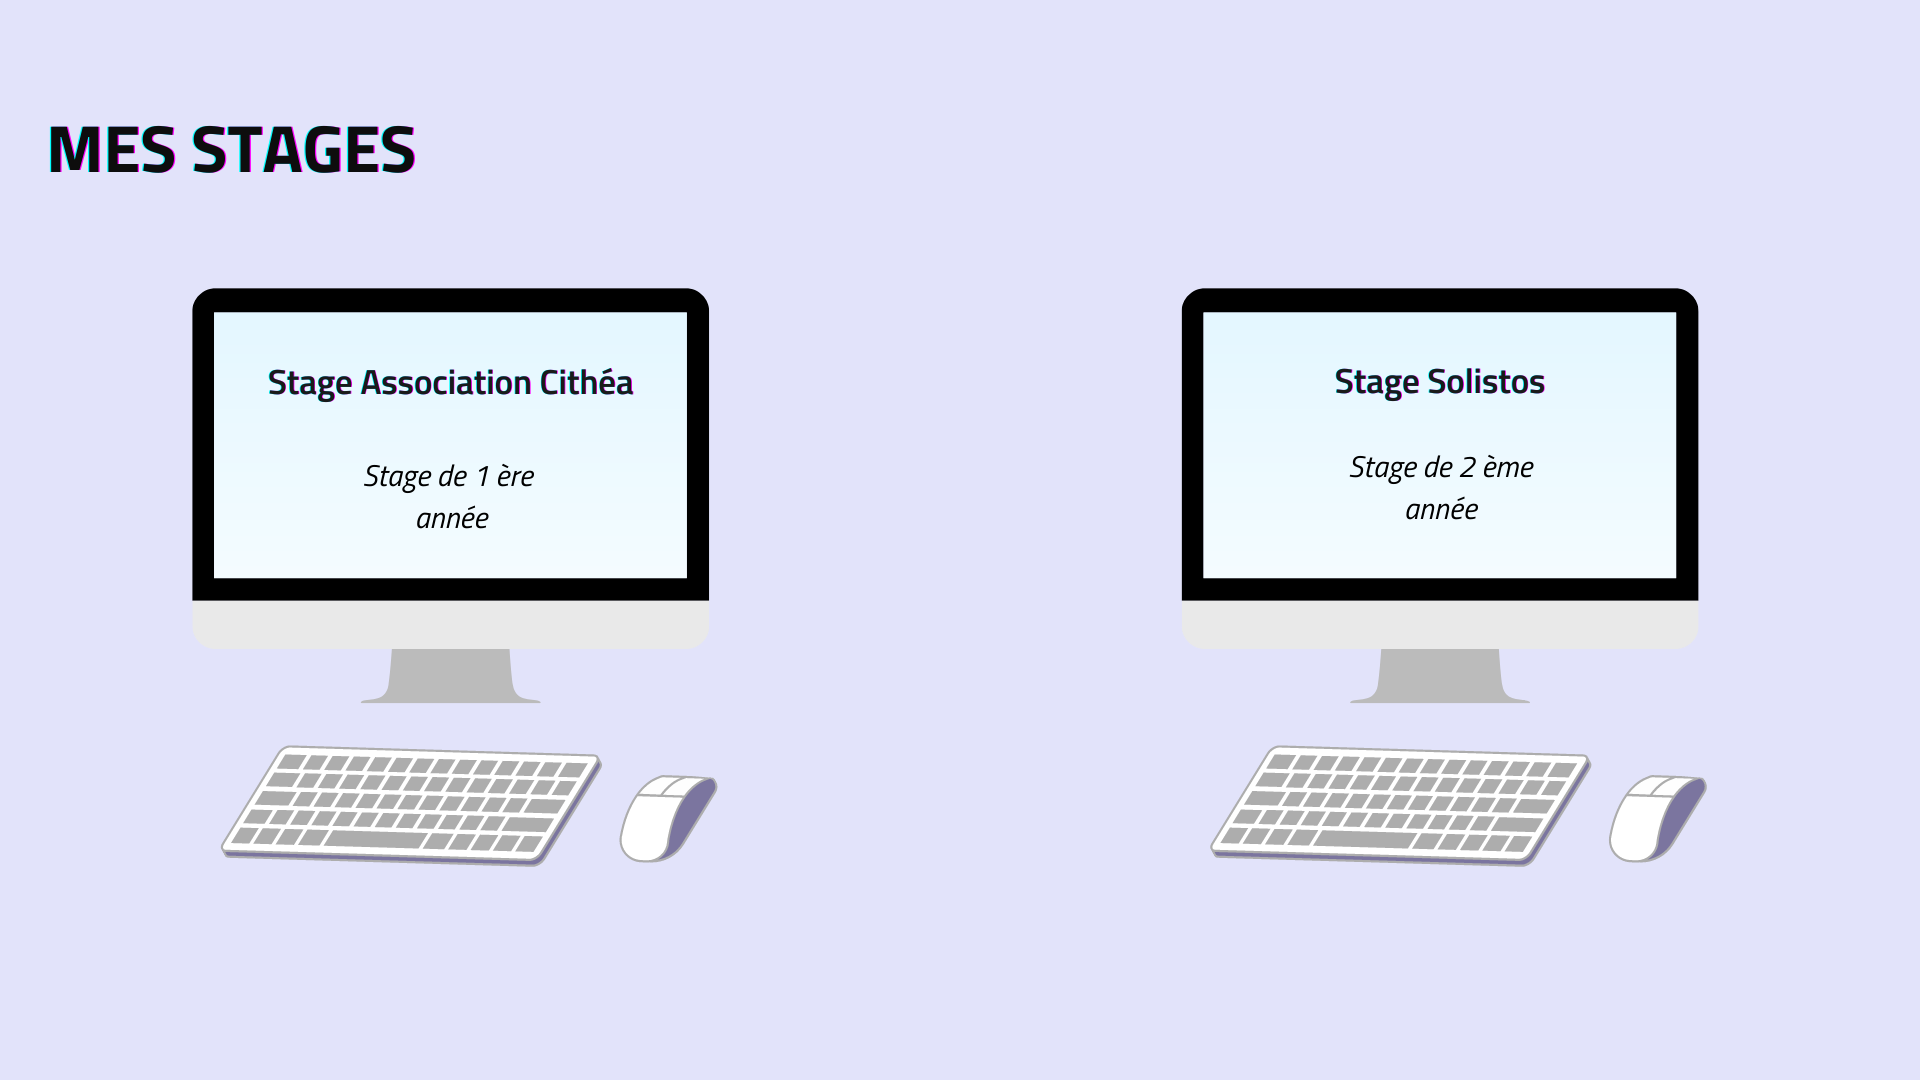 MES STAGES
Stage Association Cithéa
Stage de 1 ère
année
Stage Solistos
Stage de 2 ème
année